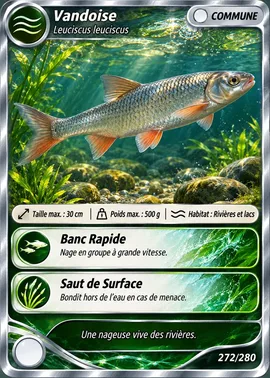 Vandoise
Leuciscus leuciscus
COMMUNE
Taille max. : 30 cm
Poids max. : 500 g
Habitat : Rivières et lacs
Banc Rapide
Nage en groupe à grande vitesse.
Saut de Surface
Bondit hors de l'eau en cas de menace.
Une nageuse vive des rivières.
272/280